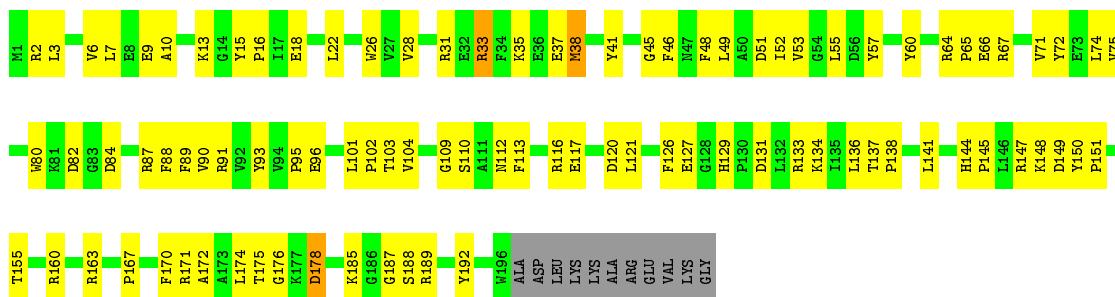 M1 R2 L3 V6 L7 E8 E9 A10 K13 G14 Y15 P16 I17 E18 L22 W26 V27 V28 R31 E32 R33 F34 K35 E36 E37 M38 Y41 G45 Y46 N47 F48 L49 A50 D51 I52 V53 G54 L55 D56 Y57 Y60 R64 P65 E66 R67 V71 Y72 E73 L74 V75
W80 K81 D82 G83 D84 R87 F88 F89 V90 R91 V92 Y93 V94 P95 E96 L101 P102 T103 V104 G109 S110 A111 N112 F113 R116 E117 D120 L121 F126 E127 G128 H129 P130 D131 L132 R133 K134 I135 L136 T137 P138 L141 H144 P145 L146 R147 K148 D149 Y150 P151
T155 R160 R163 P167 F170 R171 A172 A173 L174 T175 G176 K177 D178 K185 G186 G187 S188 R189 Y192 W196 ALA ASP LEU LYS LYS ALA ARG GLU VAL LYS GLY